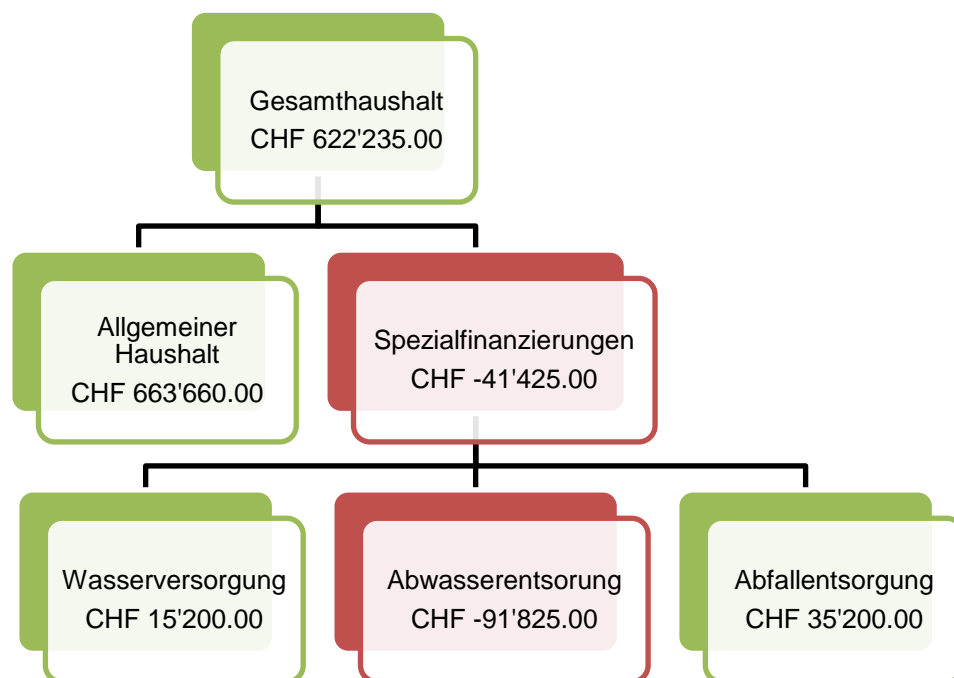 Gesamthaushalt
CHF 622'235.00
Allgemeiner
Haushalt
CHF 663'660.00
Spezialfinanzierungen
CHF -41'425.00
Wasserversorgung
CHF 15'200.00
Abwasserentsorung
CHF -91'825.00
Abfallentsorgung
CHF 35'200.00